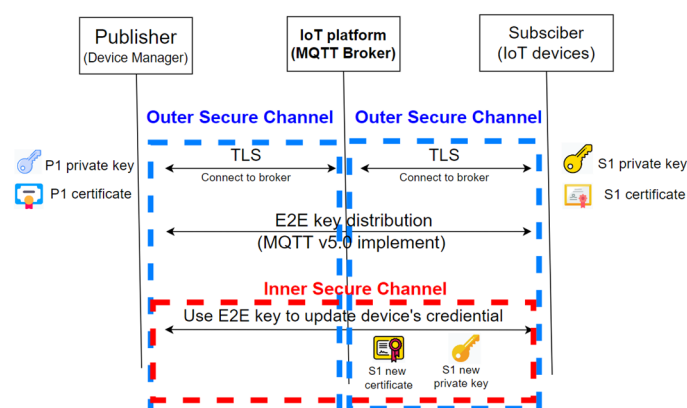 Publisher
(Device Manager)
IoT platform
(MQTT Broker)
Subsciber
(IoT devices)
Outer Secure Channel
Outer Secure Channel
TLS
Connect to broker
TLS
Connect to broker
P1 private key
P1 certificate
S1 private key
S1 certificate
E2E key distribution
(MQTT v5.0 implement)
Inner Secure Channel
Use E2E key to update device's credential
S1 new
certificate
S1 new
private key